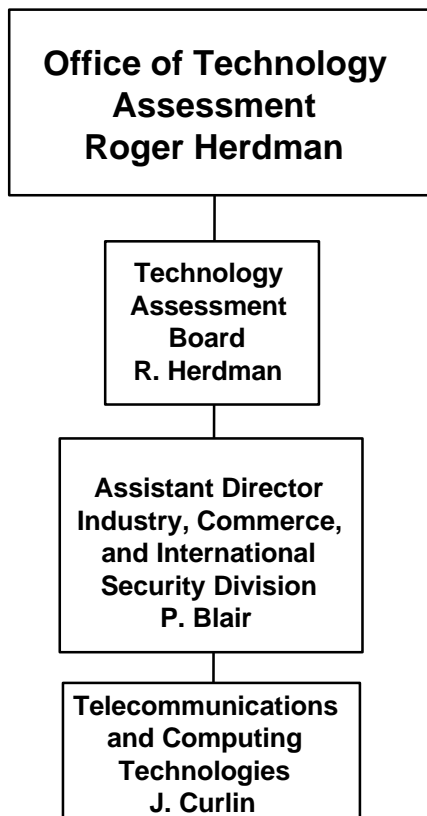 Office of Technology
Assessment
Roger Herdman
Technology
Assessment
Board
R. Herdman
Assistant Director
Industry, Commerce,
and International
Security Division
P. Blair
Telecommunications
and Computing
Technologies
J. Curlin